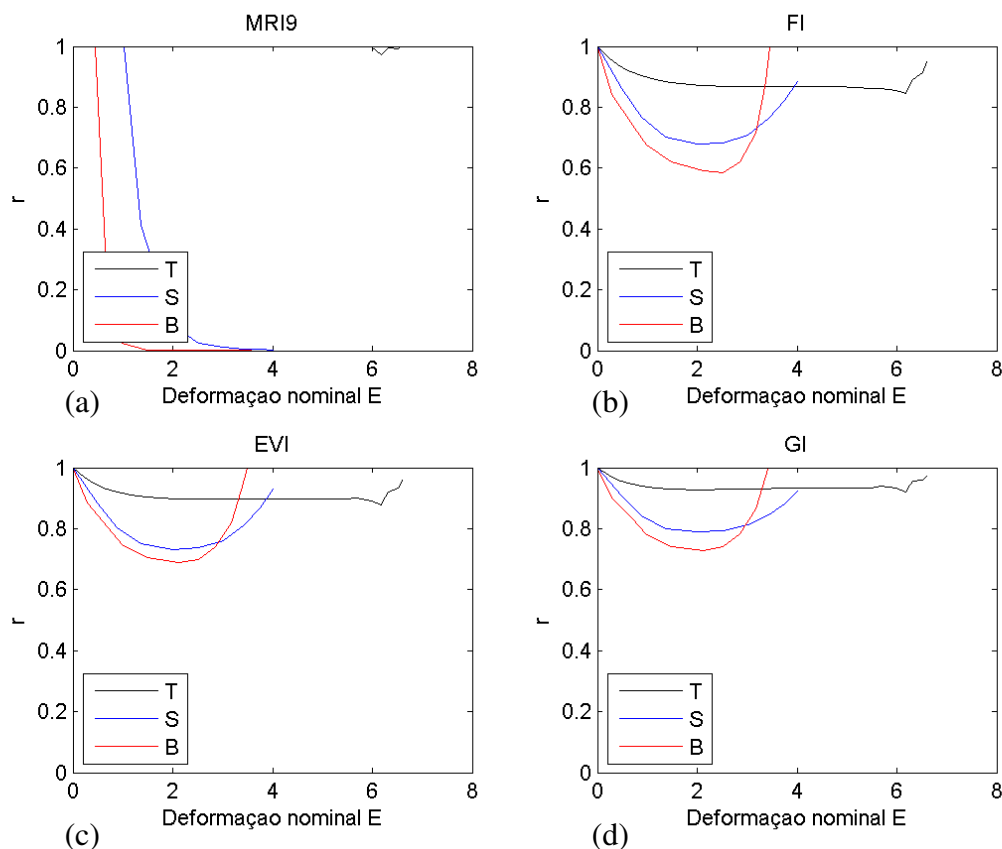 MRI9
1
0.8
0.6
0.4
0.2
0
r
T
S
B
0 2 4 6 8
Deformaçao nominal E
(a)
FI
1
0.8
0.6
0.4
0.2
0
r
T
S
B
0 2 4 6 8
Deformaçao nominal E
(b)
EVI
1
0.8
0.6
0.4
0.2
0
r
T
S
B
0 2 4 6 8
Deformaçao nominal E
(c)
GI
1
0.8
0.6
0.4
0.2
0
r
T
S
B
0 2 4 6 8
Deformaçao nominal E
(d)